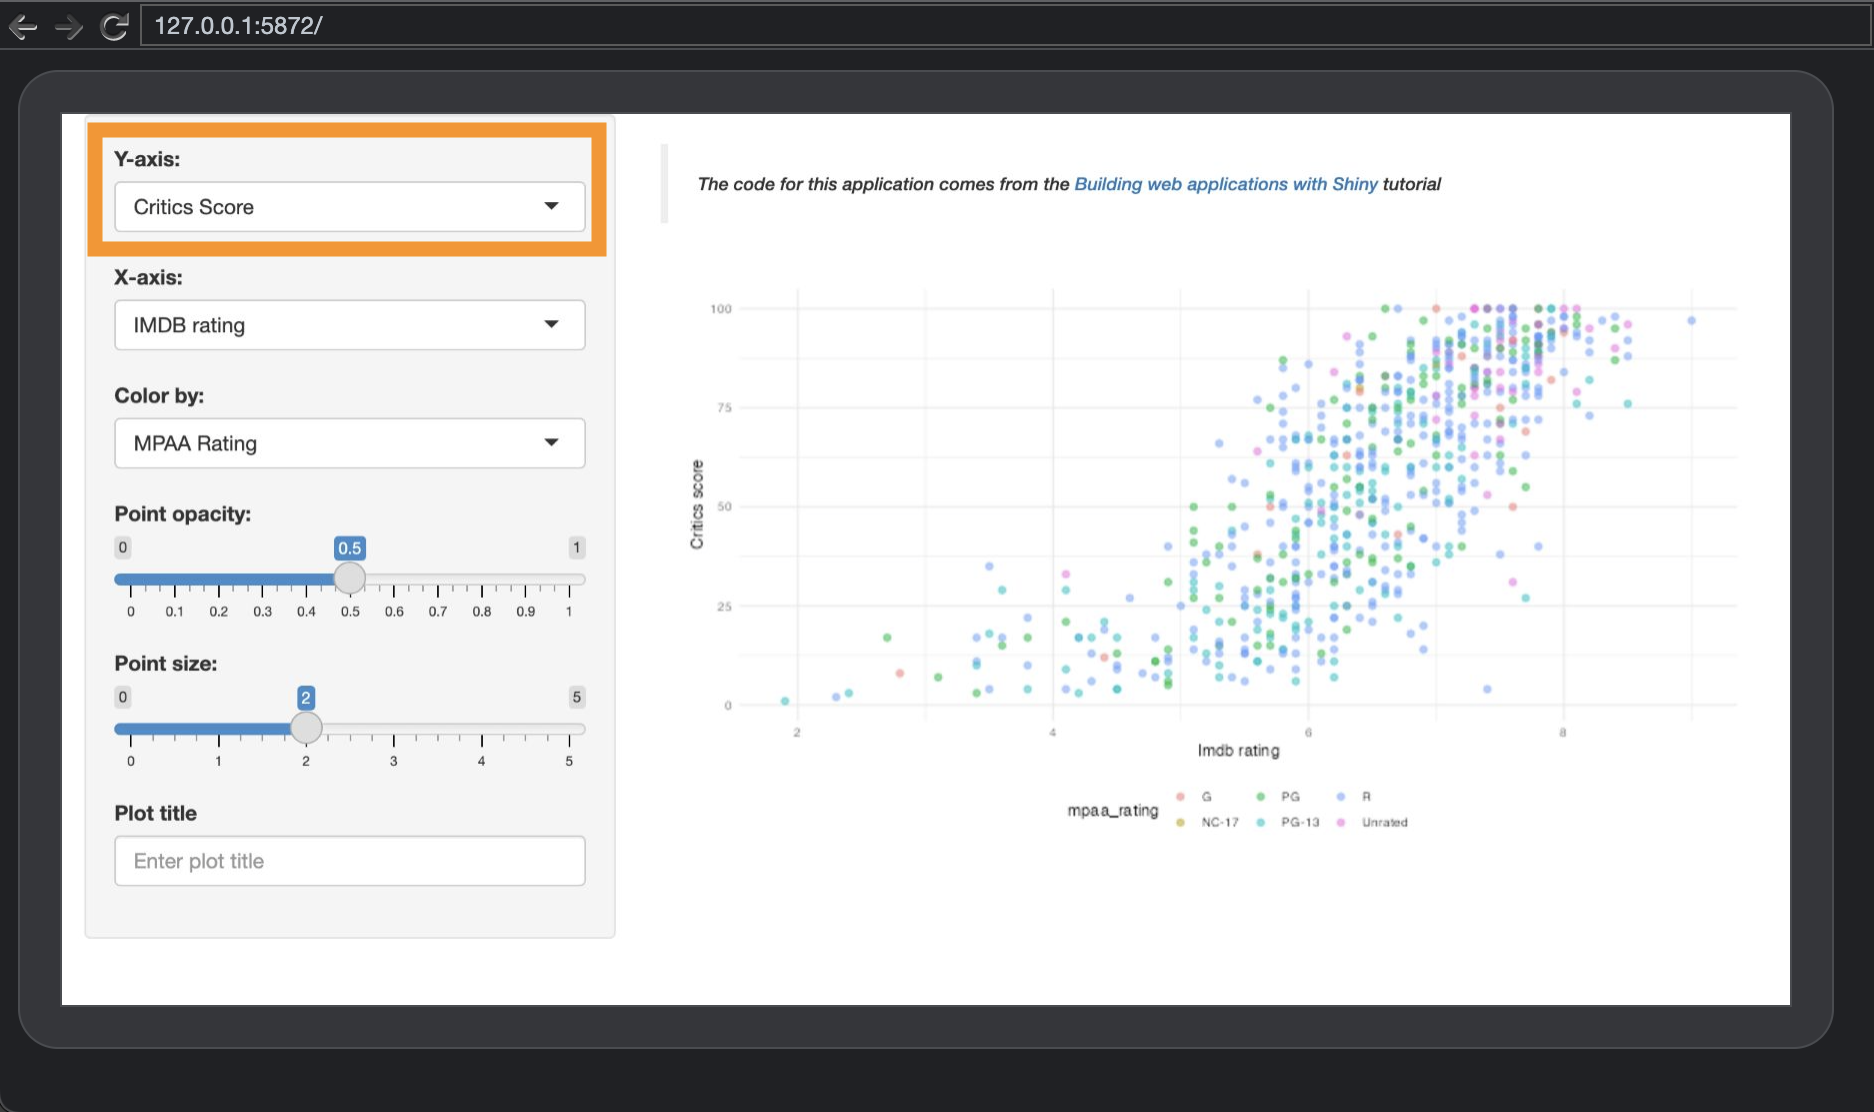 127.0.0.1:5872/
Y-axis:
Critics Score
X-axis:
IMDB rating
Color by:
MPAA Rating
Point opacity:
0 0.5 1
0 0.1 0.2 0.3 0.4 0.5 0.6 0.7 0.8 0.9 1
Point size:
0 2 5
0 1 2 3 4 5
Plot title
Enter plot title
The code for this application comes from the Building web applications with Shiny tutorial
Critics score
100
75
50
25
0
2 4 6 8
Imdb rating
mpaa_rating
G PG R
NC-17 PG-13 Unrated